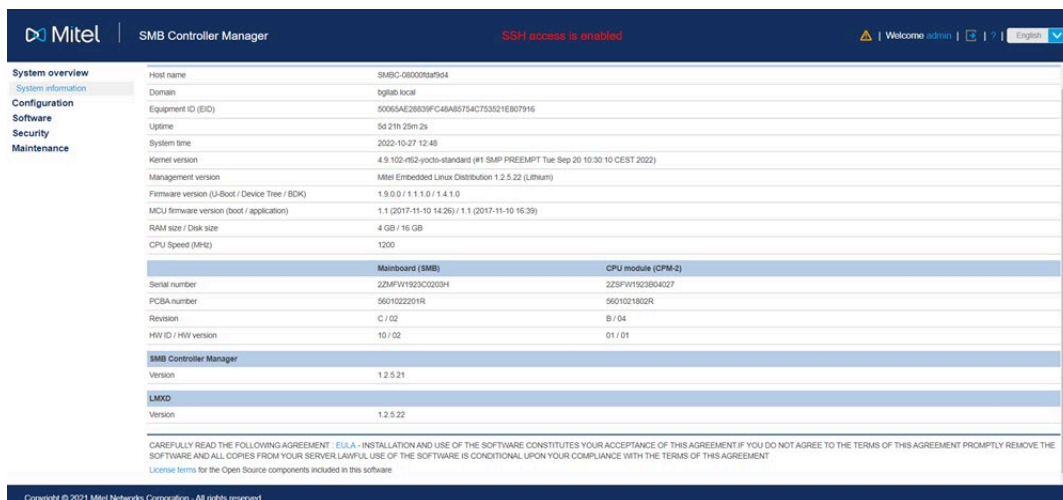 Mitel
SMB Controller Manager
SSH access is enabled
| Welcome admin | | ? | English
System overview
System information
Configuration
Software
Security
Maintenance
Host name SMBC-08000fdaf9d4
Domain bgllab.local
Equipment ID (EID) 50065AE28839FC48A85754C753521E807916
Uptime 5d 21h 25m 2s
System time 2022-10-27 12:48
Kernel version 4.9.102-rt62-yocto-standard (#1 SMP PREEMPT Tue Sep 20 10:30:10 CEST 2022)
Management version Mitel Embedded Linux Distribution 1.2.5.22 (Lithium)
Firmware version (U-Boot / Device Tree / BDK) 1.9.0.0 / 1.1.1.0 / 1.4.1.0
MCU firmware version (boot / application) 1.1 (2017-11-10 14:26) / 1.1 (2017-11-10 16:39)
RAM size / Disk size 4 GB / 16 GB
CPU Speed (MHz) 1200
Mainboard (SMB) CPU module (CPM-2)
Serial number 2ZMFW1923C0203H 2ZSFW1923B04027
PCBA number 5601022201R 5601021802R
Revision C / 02 B / 04
HW ID / HW version 10 / 02 01 / 01
SMB Controller Manager
Version 1.2.5.21
LMXD
Version 1.2.5.22
CAREFULLY READ THE FOLLOWING AGREEMENT : EULA - INSTALLATION AND USE OF THE SOFTWARE CONSTITUTES YOUR ACCEPTANCE OF THIS AGREEMENT.IF YOU DO NOT AGREE TO THE TERMS OF THIS AGREEMENT PROMPTLY REMOVE THE
SOFTWARE AND ALL COPIES FROM YOUR SERVER.LAWFUL USE OF THE SOFTWARE IS CONDITIONAL UPON YOUR COMPLIANCE WITH THE TERMS OF THIS AGREEMENT
License terms for the Open Source components included in this software
Copyright © 2021 Mitel Networks Corporation - All rights reserved